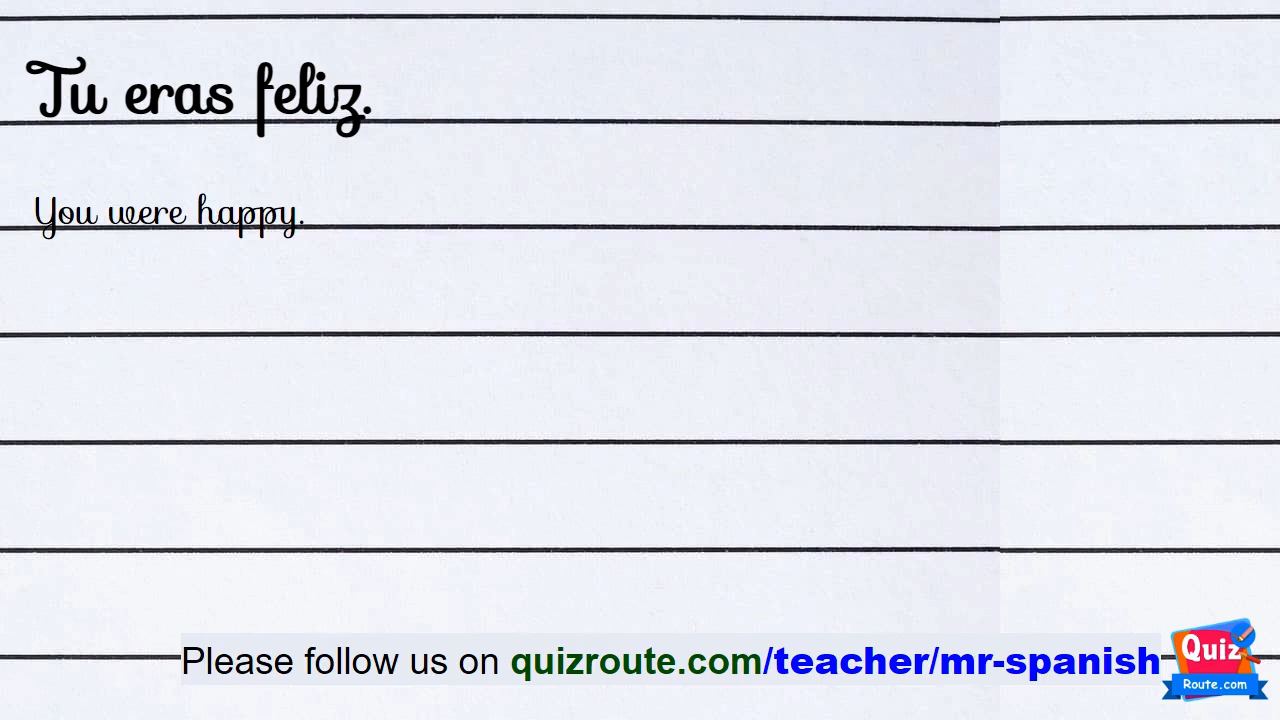 Tu eras feliz.
You were happy.
Please follow us on quizroute.com/teacher/mr-spanish
Quiz
Route.com